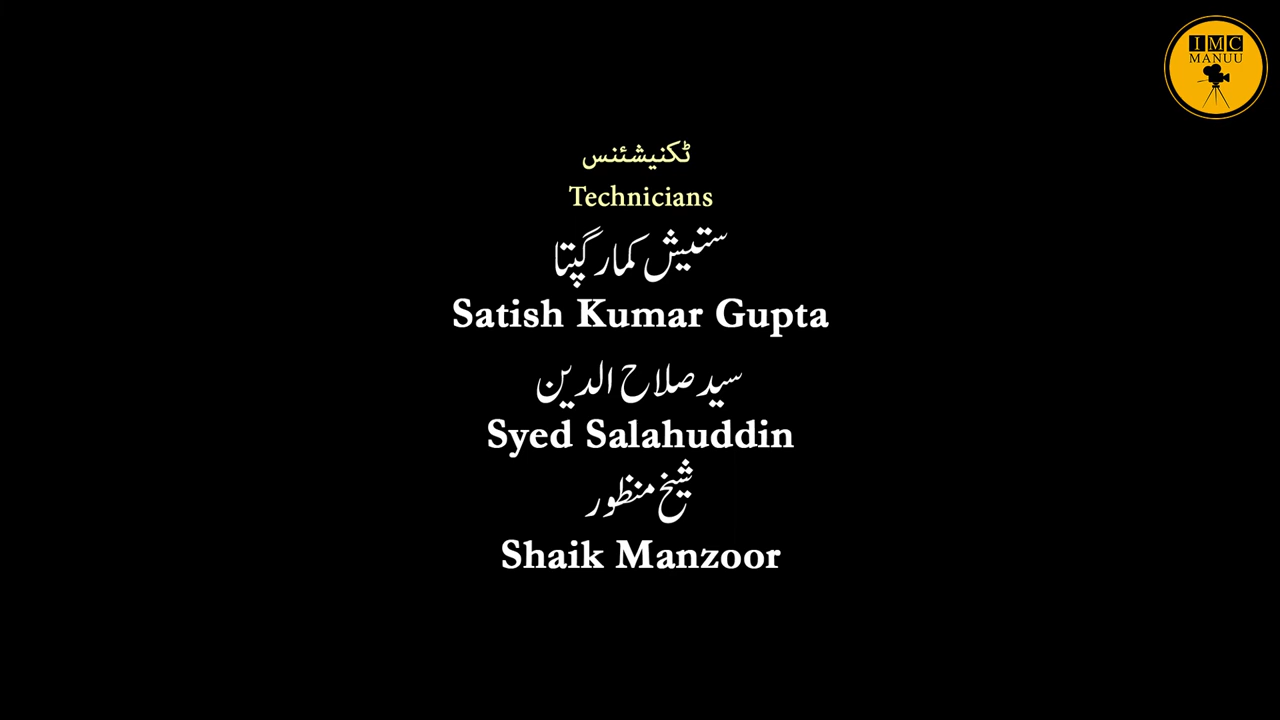 IMC
MANUU
ٹکنیشئنس
Technicians
ستیش کمار گپتا
Satish Kumar Gupta
سید صلاح الدین
Syed Salahuddin
شیخ منظور
Shaik Manzoor